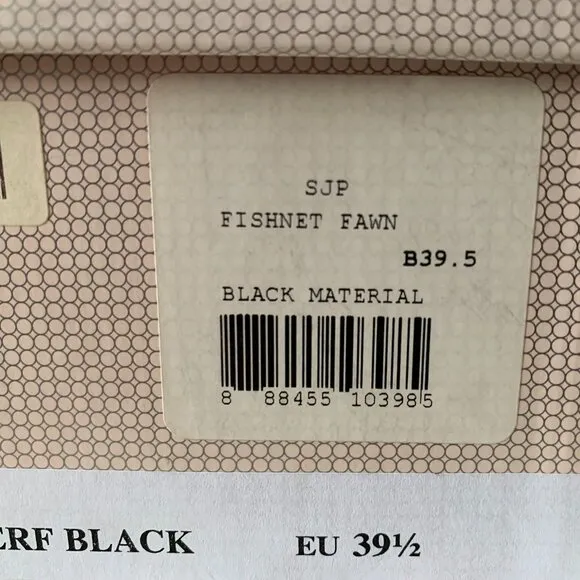 SJP
FISHNET FAWN
B39.5
BLACK MATERIAL
8 88455 10398 5
ERF BLACK EU 39½